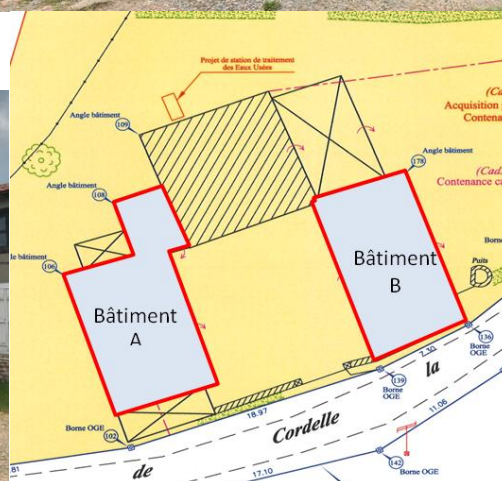 Projet de station de traitement
des Eaux Usées
(Ca
Acquisition
Contena
Angle bâtiment
109
Angle bâtiment
178
(Cad
Contenance ca
Angle bâtiment
108
le bâtiment
106
Borne
Puits
Bâtiment
A
Bâtiment
B
136
Borne
OGE
7.30
139
Borne
OGE
la
18.97
Borne OGE
102
Cordelle
11.06
de
.81
17.10
142
Borne OGE